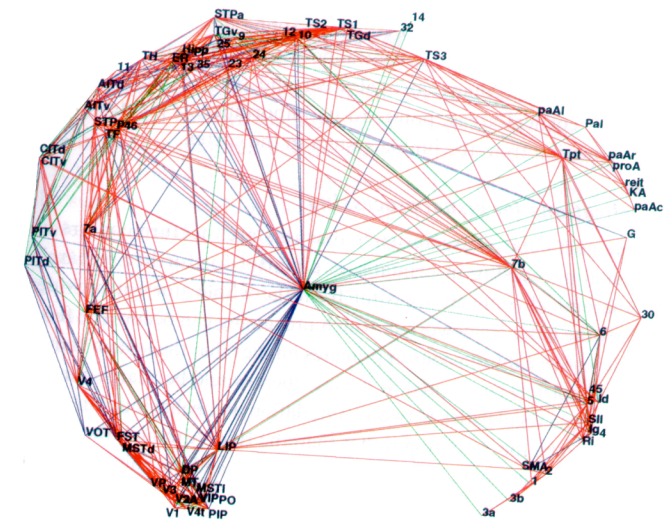 STPa
14
TS2 TS1
32
TGv 9
12 10
TGd
25
Hipp
24
TH
ER
TS3
13 35 23
11
AITd
AITv
paAl
STPp 46
Pal
TF
CITd
Tpt
paAr
CITv
proA
reit
KA
paAc
7a
PITv
G
PITd
7b
Amyg
FEF
30
6
V4
45
5 Id
SII
VOT
FST
Ig 4
MSTd
LIP
Ri
DP
SMA 2
VP
MT
1
V3
MSTl
V2A VIP PO
3b
V1 V4t PIP
3a